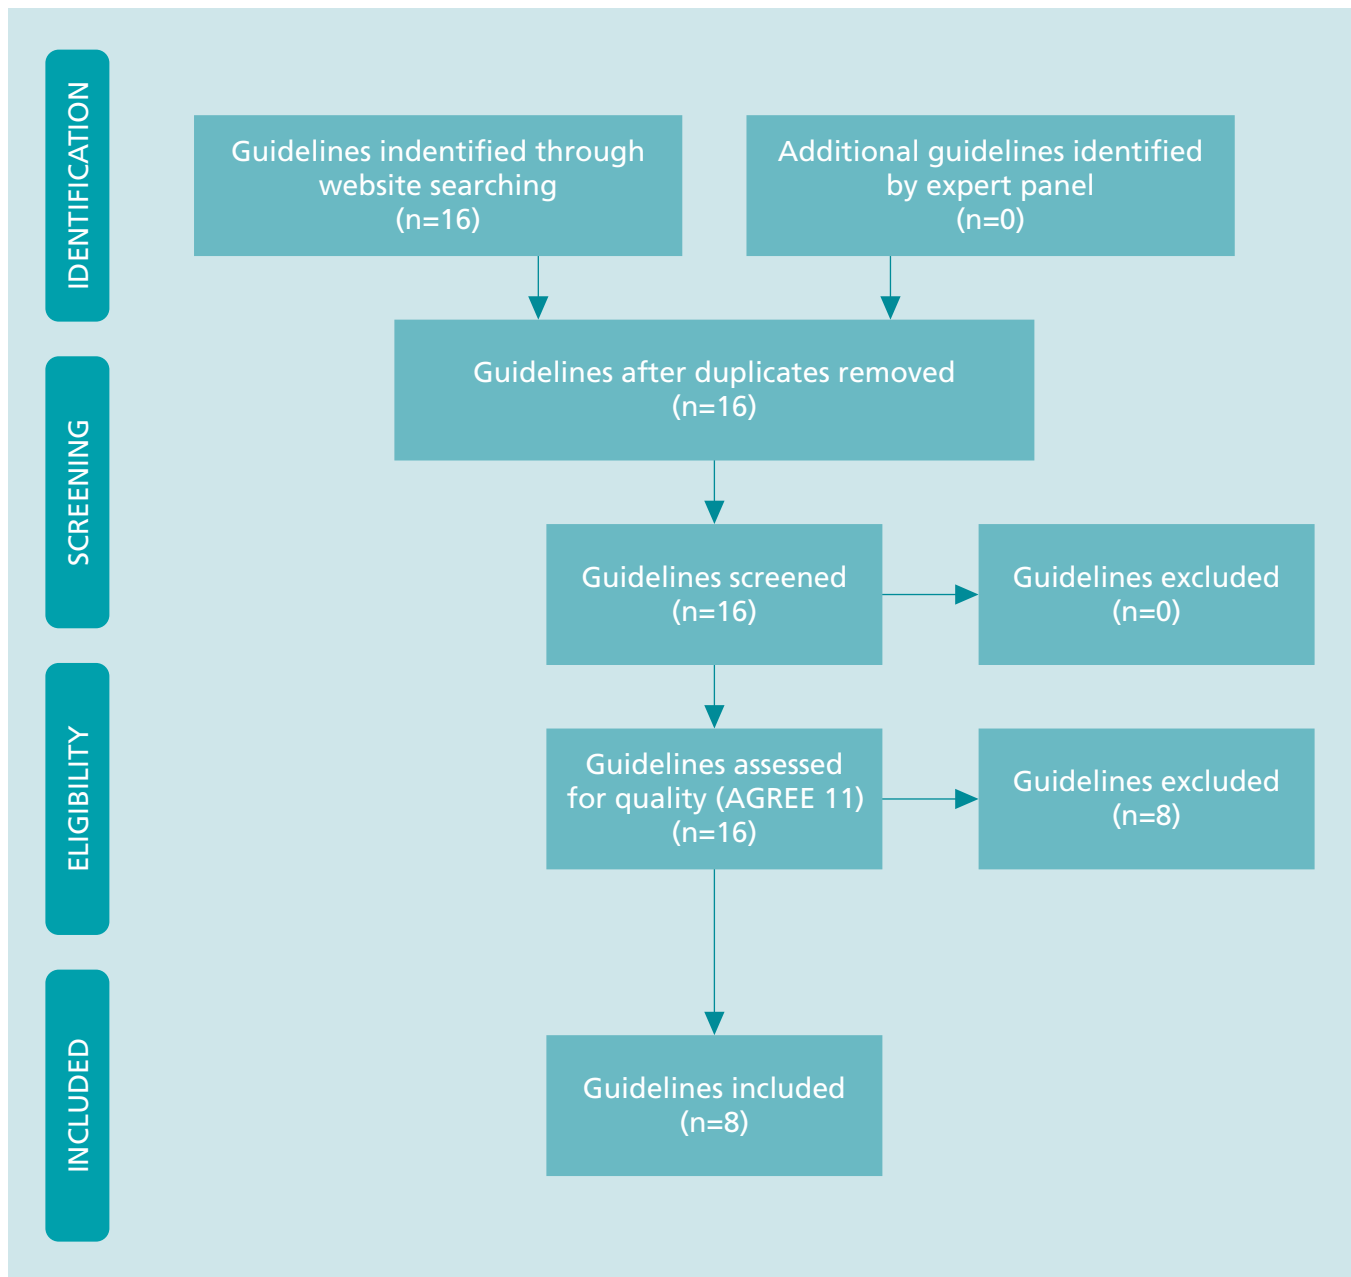 IDENTIFICATION
Guidelines indentified through
website searching
(n=16)
Additional guidelines identified
by expert panel
(n=0)
Guidelines after duplicates removed
(n=16)
SCREENING
Guidelines screened
(n=16)
Guidelines excluded
(n=0)
ELIGIBILITY
Guidelines assessed
for quality (AGREE 11)
(n=16)
Guidelines excluded
(n=8)
INCLUDED
Guidelines included
(n=8)